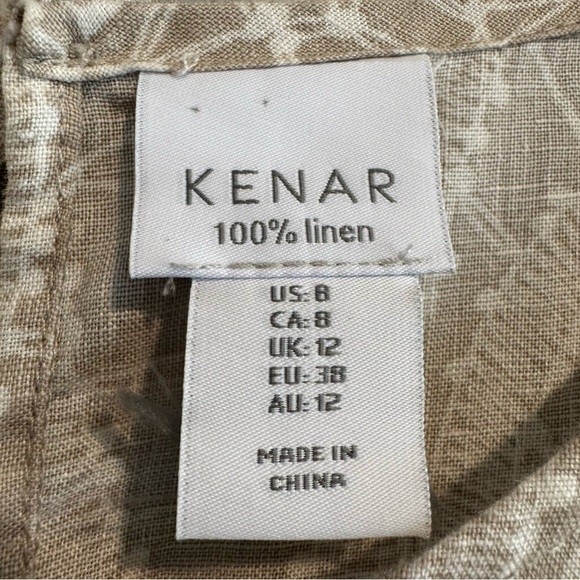 KENAR
100% linen
US: 8
CA: 8
UK: 12
EU: 38
AU: 12
MADE IN
CHINA